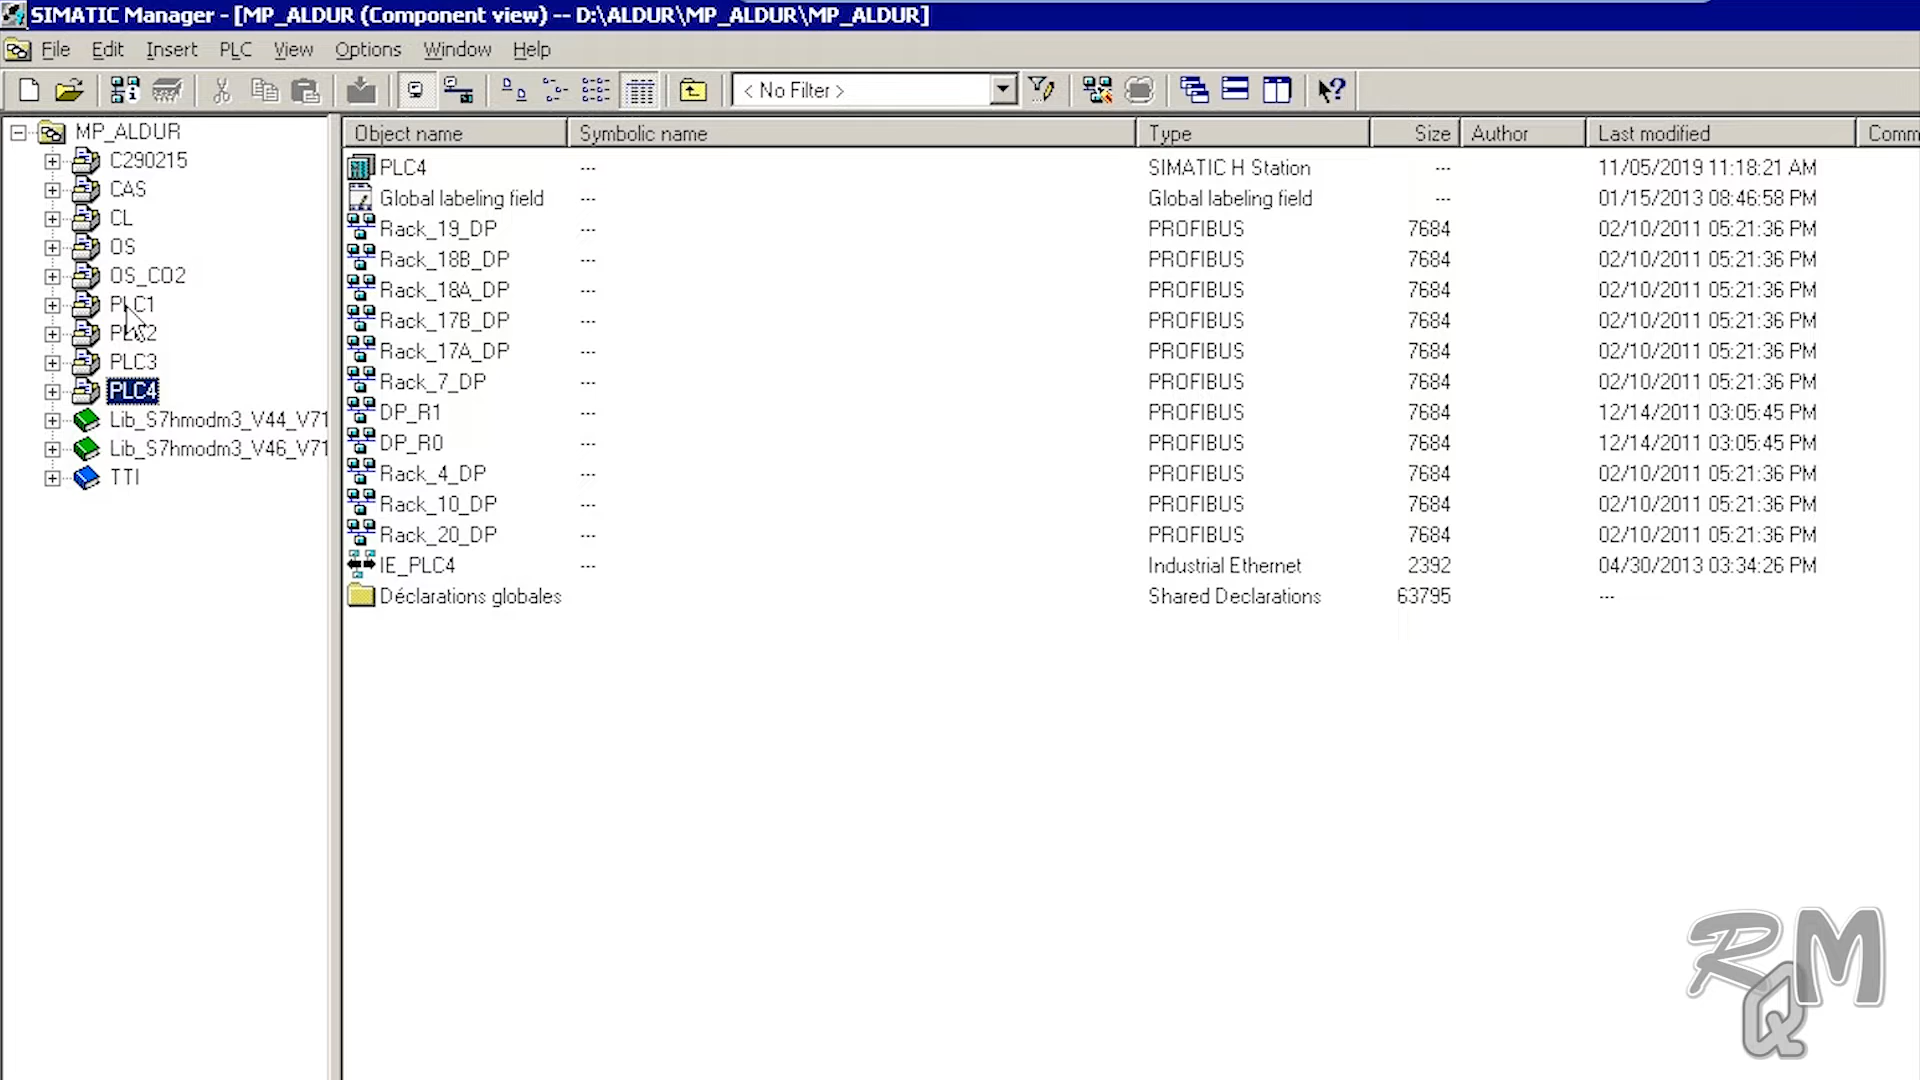 SIMATIC Manager - [MP_ALDUR (Component view) -- D:\ALDUR\MP_ALDUR\MP_ALDUR]
File Edit Insert PLC View Options Window Help
< No Filter >
MP_ALDUR
C290215
CAS
CL
OS
OS_CO2
PLC1
PLC2
PLC3
PLC4
Lib_S7hmodm3_V44_V71
Lib_S7hmodm3_V46_V71
TTI
Object name Symbolic name Type Size Author Last modified Comm
PLC4 --- SIMATIC H Station --- 11/05/2019 11:18:21 AM
Global labeling field --- Global labeling field --- 01/15/2013 08:46:58 PM
Rack_19_DP --- PROFIBUS 7684 02/10/2011 05:21:36 PM
Rack_18B_DP --- PROFIBUS 7684 02/10/2011 05:21:36 PM
Rack_18A_DP --- PROFIBUS 7684 02/10/2011 05:21:36 PM
Rack_17B_DP --- PROFIBUS 7684 02/10/2011 05:21:36 PM
Rack_17A_DP --- PROFIBUS 7684 02/10/2011 05:21:36 PM
Rack_7_DP --- PROFIBUS 7684 02/10/2011 05:21:36 PM
DP_R1 --- PROFIBUS 7684 12/14/2011 03:05:45 PM
DP_R0 --- PROFIBUS 7684 12/14/2011 03:05:45 PM
Rack_4_DP --- PROFIBUS 7684 02/10/2011 05:21:36 PM
Rack_10_DP --- PROFIBUS 7684 02/10/2011 05:21:36 PM
Rack_20_DP --- PROFIBUS 7684 02/10/2011 05:21:36 PM
IE_PLC4 --- Industrial Ethernet 2392 04/30/2013 03:34:26 PM
Déclarations globales Shared Declarations 63795 ---
RQM